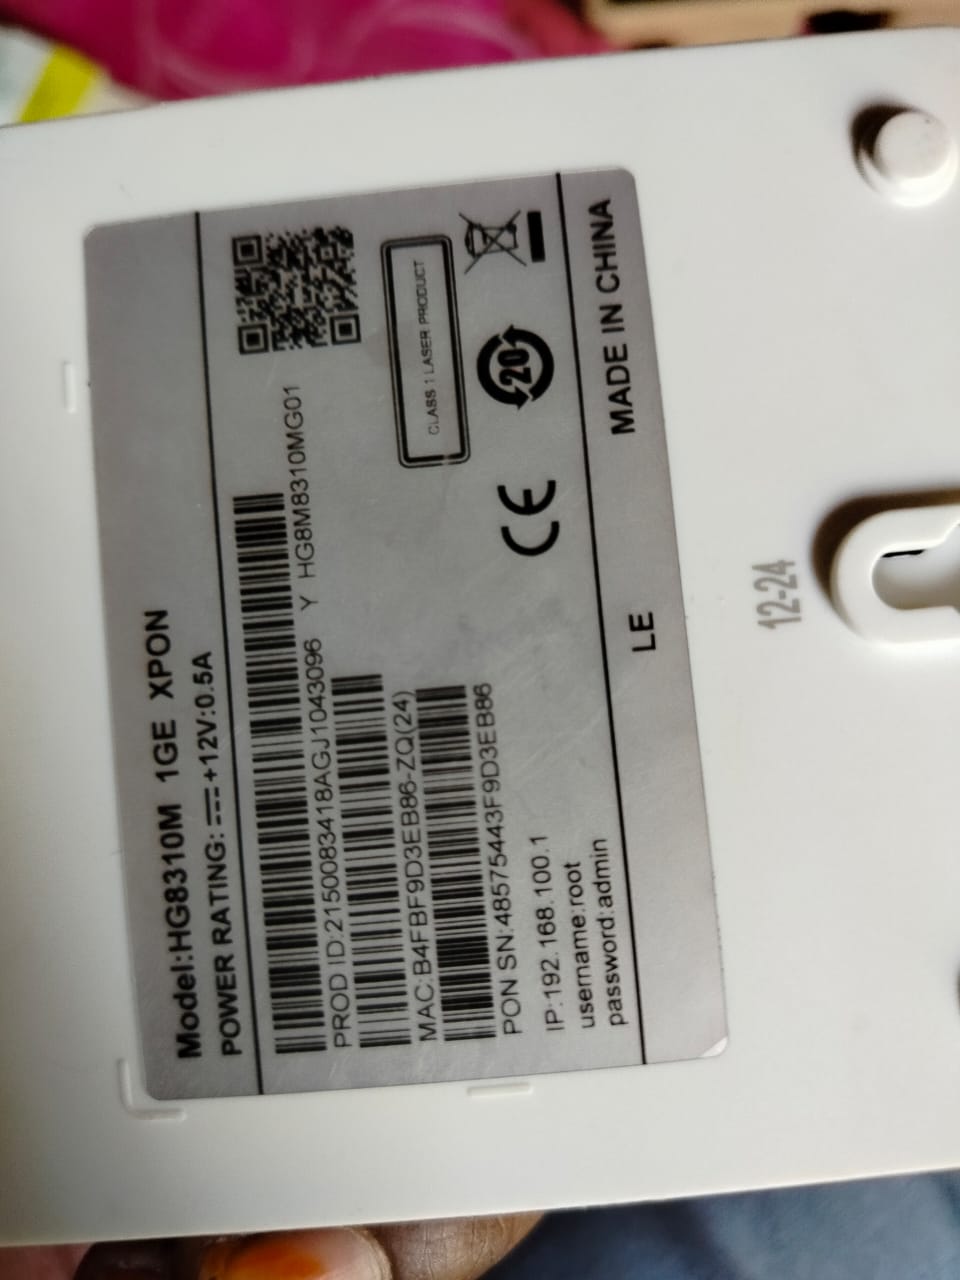 Model:HG8310M 1GE XPON
POWER RATING: +12V:0.5A
PROD ID:2150083418AGJ1043096 Y HG8M8310MG01
MAC:B4FBF9D3EB86-ZQ(24)
PON SN:48575443F9D3EB86
IP:192.168.100.1
username:root
password:admin
CLASS 1 LASER PRODUCT
CE
20
LE
MADE IN CHINA
12-24